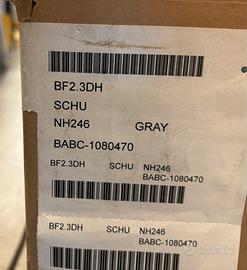 BF2.3DH
SCHU
NH246 GRAY
BABC-1080470
BF2.3DH SCHU NH246
BABC-1080470
BF2.3DH SCHU NH246
BABC-1080470
subito